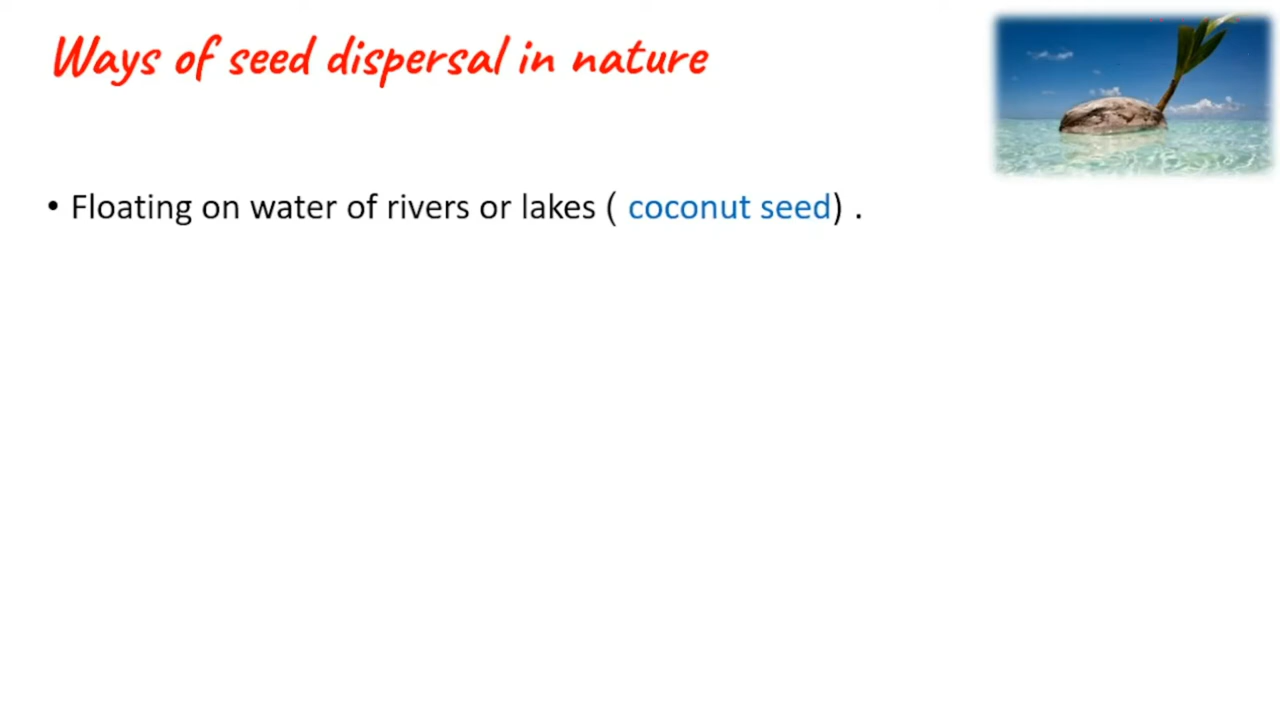 Ways of seed dispersal in nature
• Floating on water of rivers or lakes ( coconut seed) .